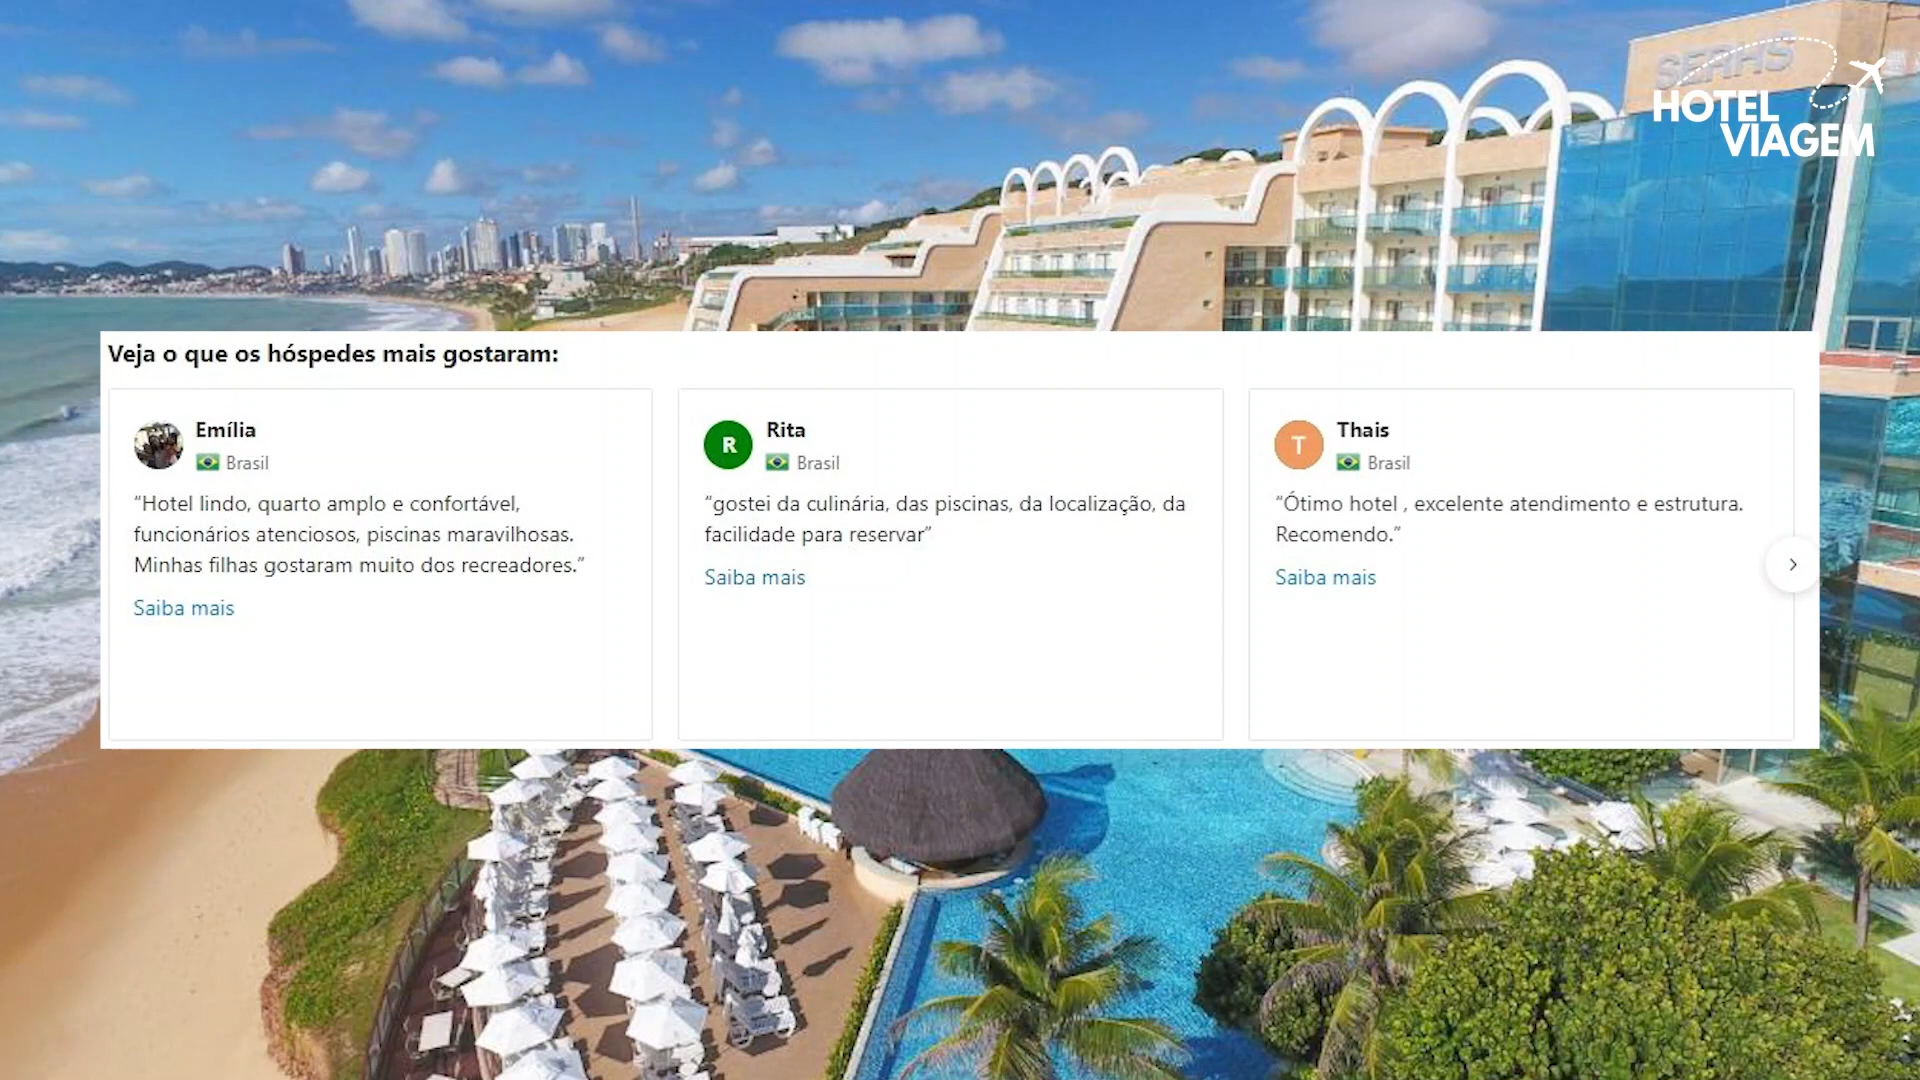 SERHS
HOTEL
VIAGEM
Veja o que os hóspedes mais gostaram:
Emília
Brasil
“Hotel lindo, quarto amplo e confortável,
funcionários atenciosos, piscinas maravilhosas.
Minhas filhas gostaram muito dos recreadores.”
Saiba mais
R
Rita
Brasil
“gostei da culinária, das piscinas, da localização, da
facilidade para reservar”
Saiba mais
T
Thais
Brasil
“Ótimo hotel , excelente atendimento e estrutura.
Recomendo.”
Saiba mais